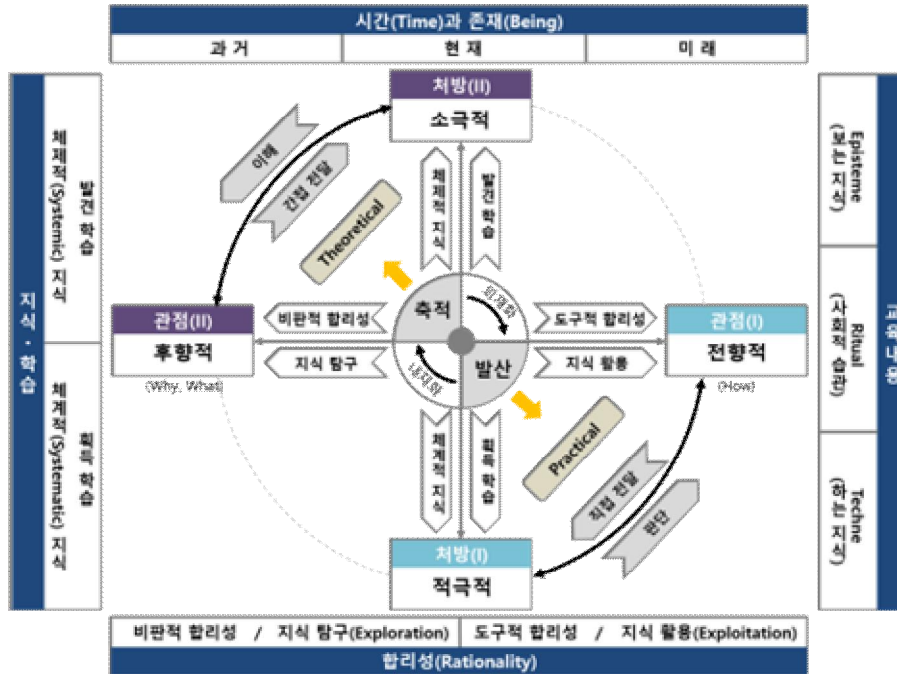 시간(Time)과 존재(Being)
과 거
현 재
미 래
지식 · 학습
체제적(Systemic) 지식
발견 학습
체계적(Systematic) 지식
획득 학습
처방(II)
소극적
이해
간접 전달
Theoretical
체제적 지식
발견 학습
관점(II)
후향적
(Why, What)
비판적 합리성
지식 탐구
축적
외재화
내재화
발산
도구적 합리성
지식 활용
관점(I)
전향적
(How)
체계적 지식
획득 학습
Practical
직접 전달
판단
처방(I)
적극적
Episteme
(보는 지식)
Ritual
(사회적 습관)
Techne
(하는 지식)
교육 내용
비판적 합리성 / 지식 탐구(Exploration)
도구적 합리성 / 지식 활용(Exploitation)
합리성(Rationality)